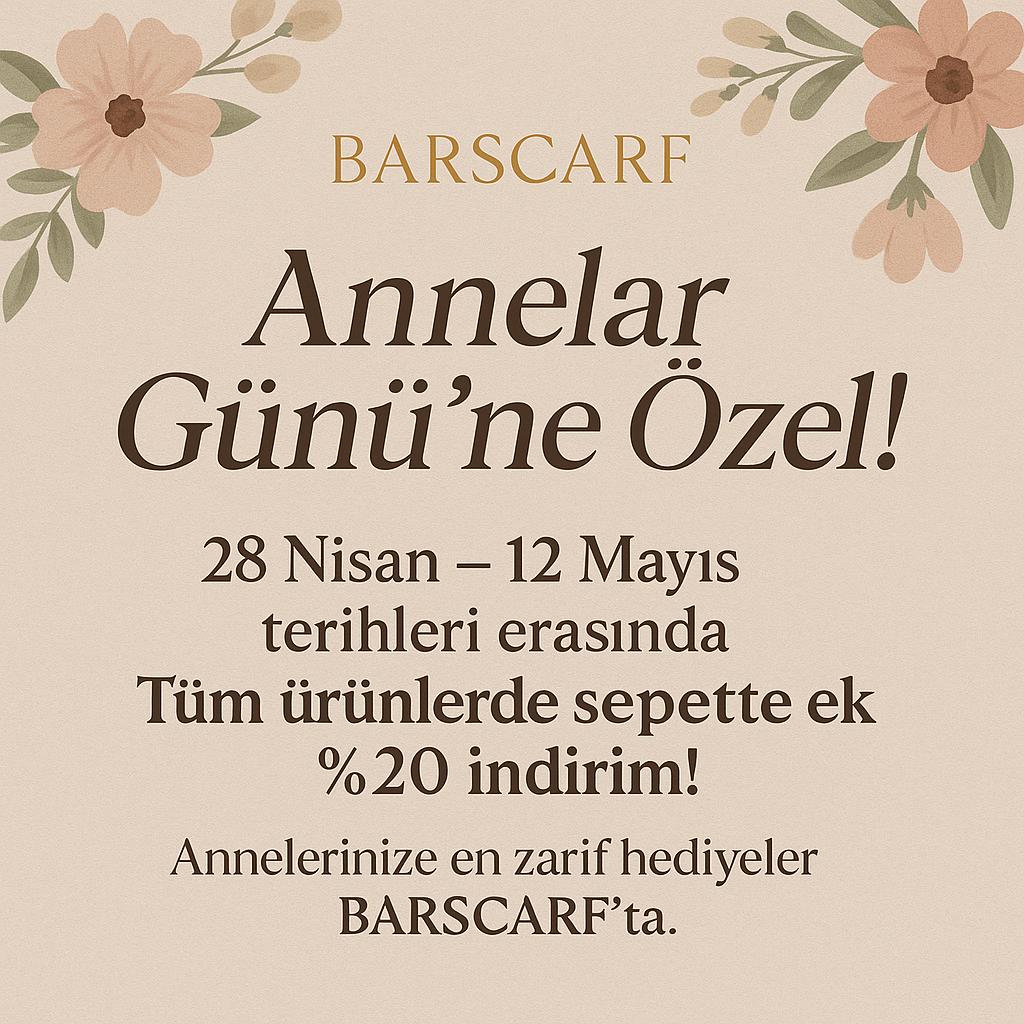 BARSCARF
Annelar
Günü’ne Özel!
28 Nisan – 12 Mayıs
terihleri erasında
Tüm ürünlerde sepette ek
%20 indirim!
Annelerinize en zarif hediyeler
BARSCARF’ta.